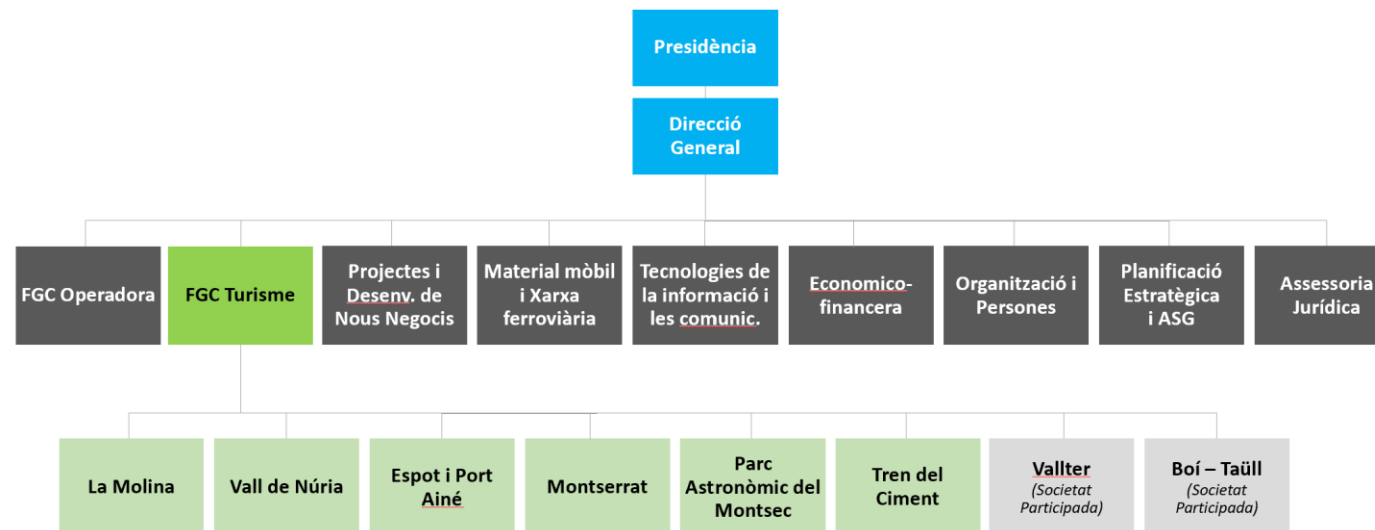 Presidència
Direcció
General
FGC Operadora
FGC Turisme
Projectes i
Desenv. de
Nous Negocis
Material mòbil
i Xarxa
ferroviària
Tecnologies de
la informació i
les comunic.
Economico-
financera
Organització i
Persones
Planificació
Estratègica
i ASG
Assessoria
Jurídica
La Molina
Vall de Núria
Espot i Port
Ainé
Montserrat
Parc
Astronòmic del
Montsec
Tren del
Ciment
Vallter
(Societat
Participada)
Boí – Taüll
(Societat
Participada)